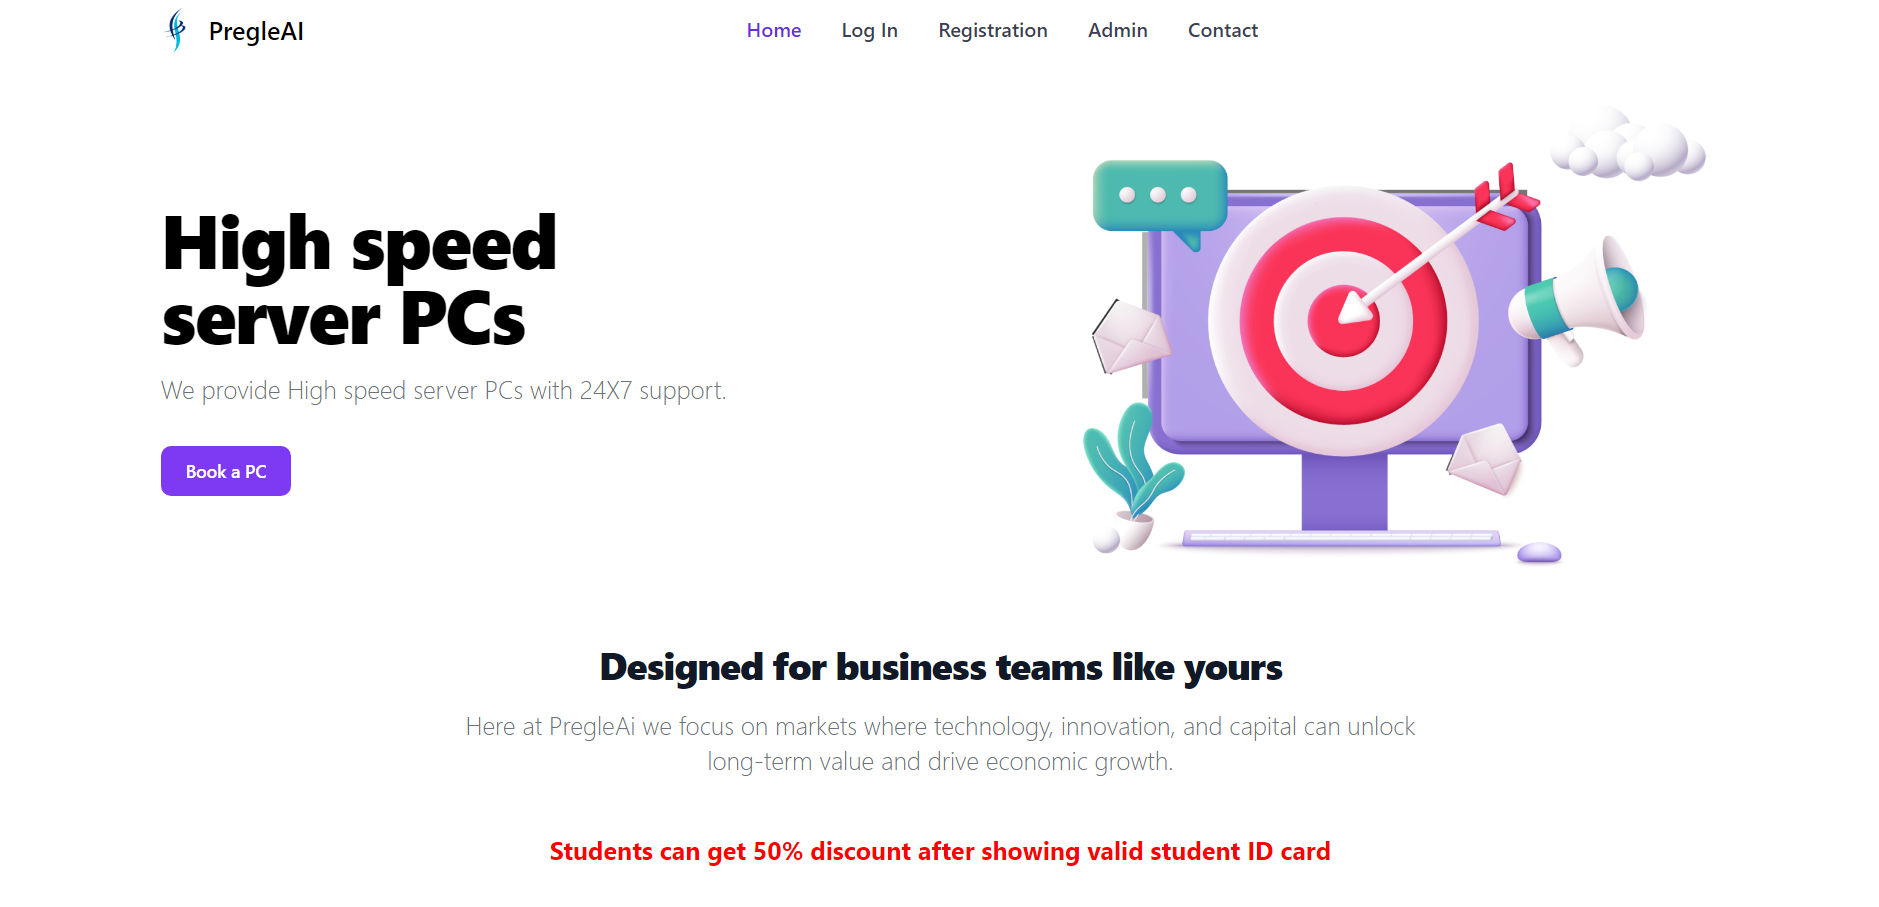 PregleAI
Home Log In Registration Admin Contact
High speed
server PCs
We provide High speed server PCs with 24X7 support.
Book a PC
Designed for business teams like yours
Here at PregleAi we focus on markets where technology, innovation, and capital can unlock
long-term value and drive economic growth.
Students can get 50% discount after showing valid student ID card